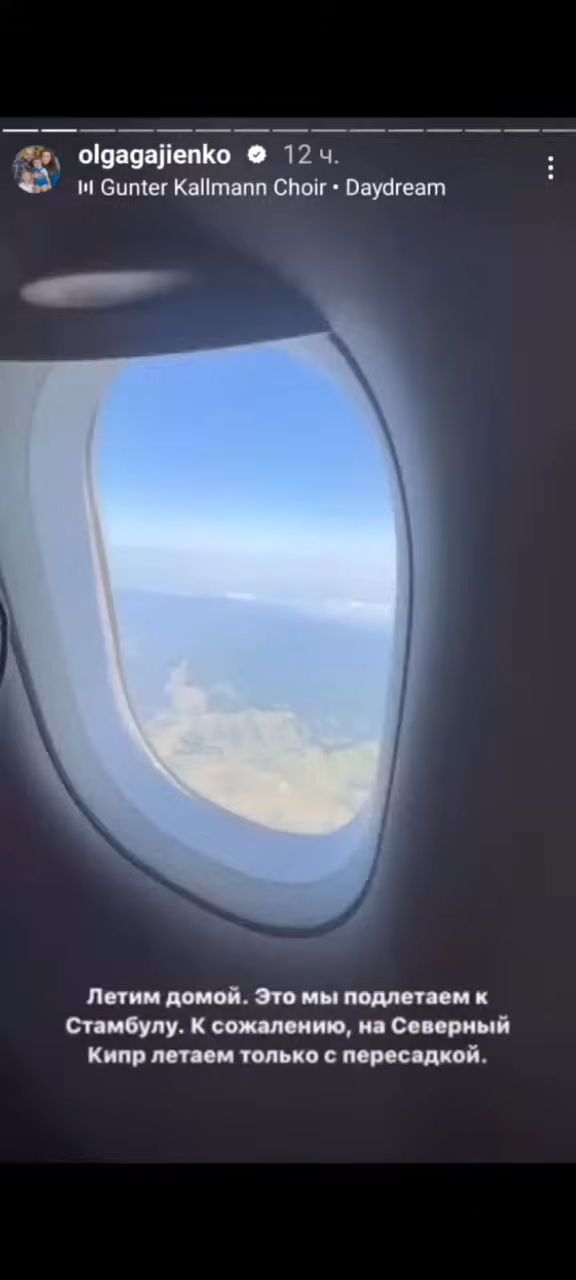 olgagajienko 12 ч.
Gunter Kallmann Choir • Daydream
Летим домой. Это мы подлетаем к
Стамбулу. К сожалению, на Северный
Кипр летаем только с пересадкой.